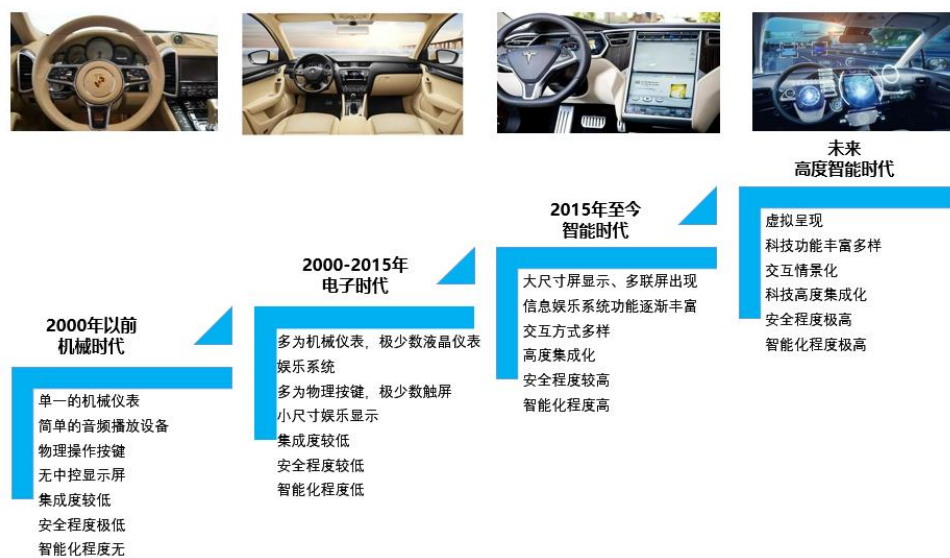 2000年以前
机械时代
单一的机械仪表
简单的音频播放设备
物理操作按键
无中控显示屏
集成度较低
安全程度极低
智能化程度无
2000-2015年
电子时代
多为机械仪表，极少数液晶仪表
娱乐系统
多为物理按键，极少数触屏
小尺寸娱乐显示
集成度较低
安全程度较低
智能化程度低
2015年至今
智能时代
大尺寸屏显示、多联屏出现
信息娱乐系统功能逐渐丰富
交互方式多样
高度集成化
安全程度较高
智能化程度高
未来
高度智能时代
虚拟呈现
科技功能丰富多样
交互情景化
科技高度集成化
安全程度极高
智能化程度极高